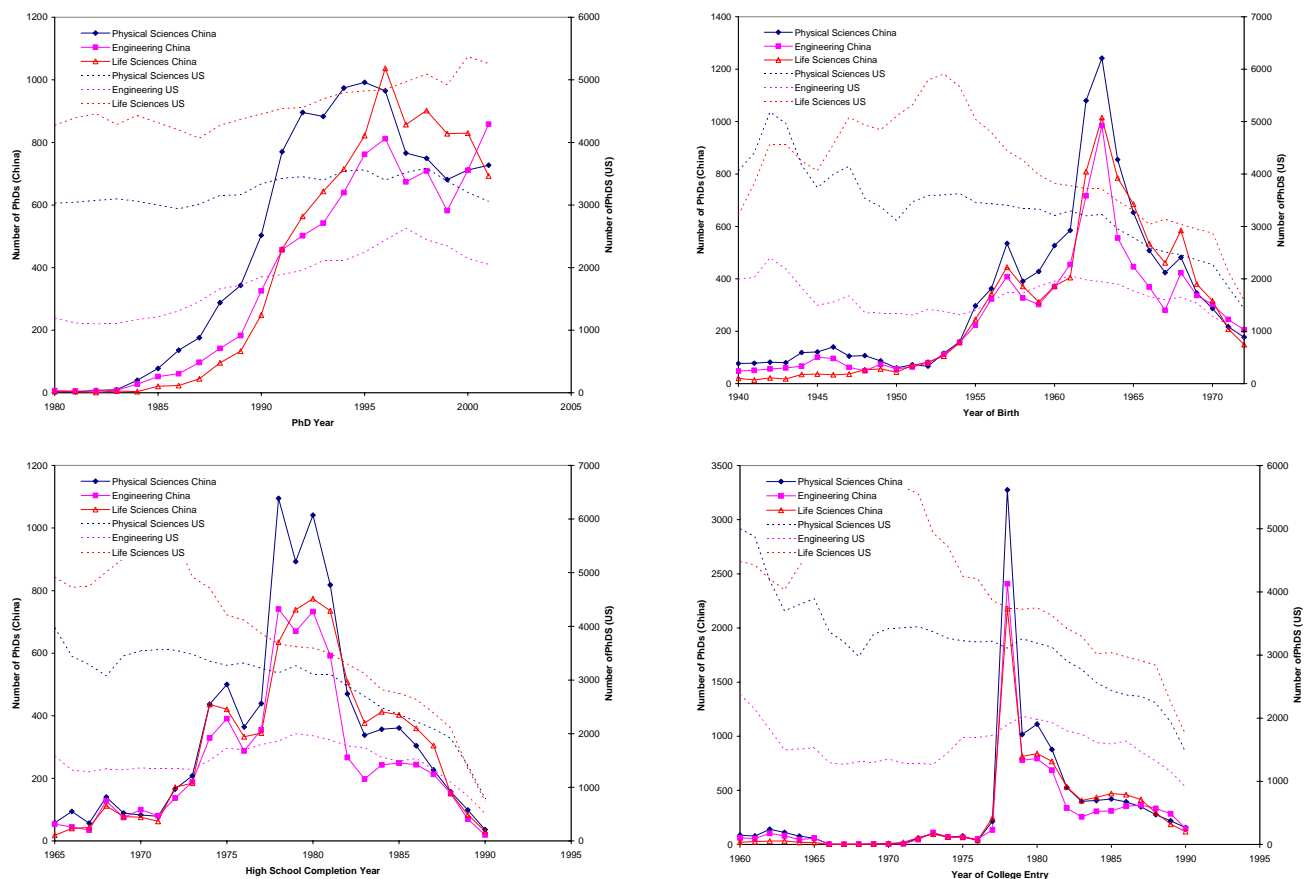 1200
1000
800
600
400
200
0
Number of PhDs (China)
Physical Sciences China
Engineering China
Life Sciences China
Physical Sciences US
Engineering US
Life Sciences US
6000
5000
4000
3000
2000
1000
0
Number ofPhDS (US)
1980 1985 1990 1995 2000 2005
PhD Year
1400
1200
1000
800
600
400
200
0
Number of PhDs (China)
Physical Sciences China
Engineering China
Life Sciences China
Physical Sciences US
Engineering US
Life Sciences US
7000
6000
5000
4000
3000
2000
1000
0
Number ofPhDS (US)
1940 1945 1950 1955 1960 1965 1970
Year of Birth
1200
1000
800
600
400
200
0
Number of PhDs (China)
Physical Sciences China
Engineering China
Life Sciences China
Physical Sciences US
Engineering US
Life Sciences US
7000
6000
5000
4000
3000
2000
1000
0
Number ofPhDS (US)
1965 1970 1975 1980 1985 1990 1995
High School Completion Year
3500
3000
2500
2000
1500
1000
500
0
Number of PhDs (China)
Physical Sciences China
Engineering China
Life Sciences China
Physical Sciences US
Engineering US
Life Sciences US
6000
5000
4000
3000
2000
1000
0
Number ofPhDS (US)
1960 1965 1970 1975 1980 1985 1990 1995
Year of College Entry